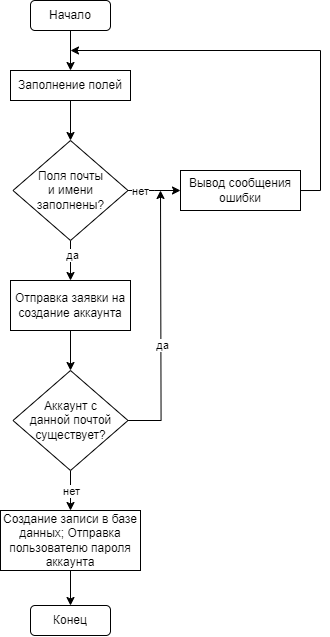 Начало
Заполнение полей
Поля почты
и имени
заполнены?
нет
Вывод сообщения
ошибки
да
Отправка заявки на
создание аккаунта
да
Аккаунт с
данной почтой
существует?
нет
Создание записи в базе
данных; Отправка
пользователю пароля
аккаунта
Конец